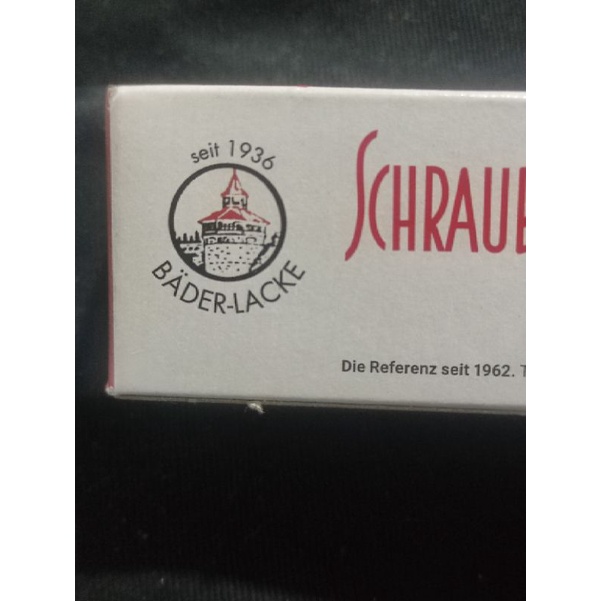 seit 1936
BÄDER-LACKE
SCHRAUB
Die Referenz seit 1962.